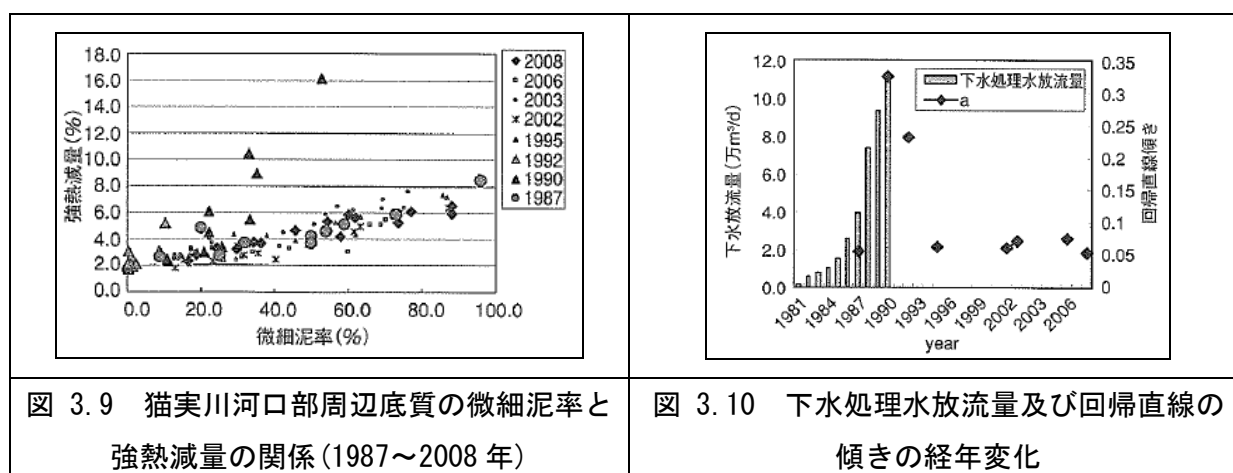 18.0
16.0
14.0
12.0
10.0
8.0
6.0
4.0
2.0
0.0
強熱減量(%)
0.0 20.0 40.0 60.0 80.0 100.0
微細泥率(%)
2008
2006
2003
2002
1995
1992
1990
1987
図 3.9 猫実川河口部周辺底質の微細泥率と
強熱減量の関係(1987~2008 年)
12.0
10.0
8.0
6.0
4.0
2.0
0.0
下水放流量(万m³/d)
下水処理水放流量
a
0.35
0.3
0.25
0.2
0.15
0.1
0.05
0
回帰直線傾き
1981 1984 1987 1990 1993 1996 1999 2002 2003 2006
year
図 3.10 下水処理水放流量及び回帰直線の
傾きの経年変化